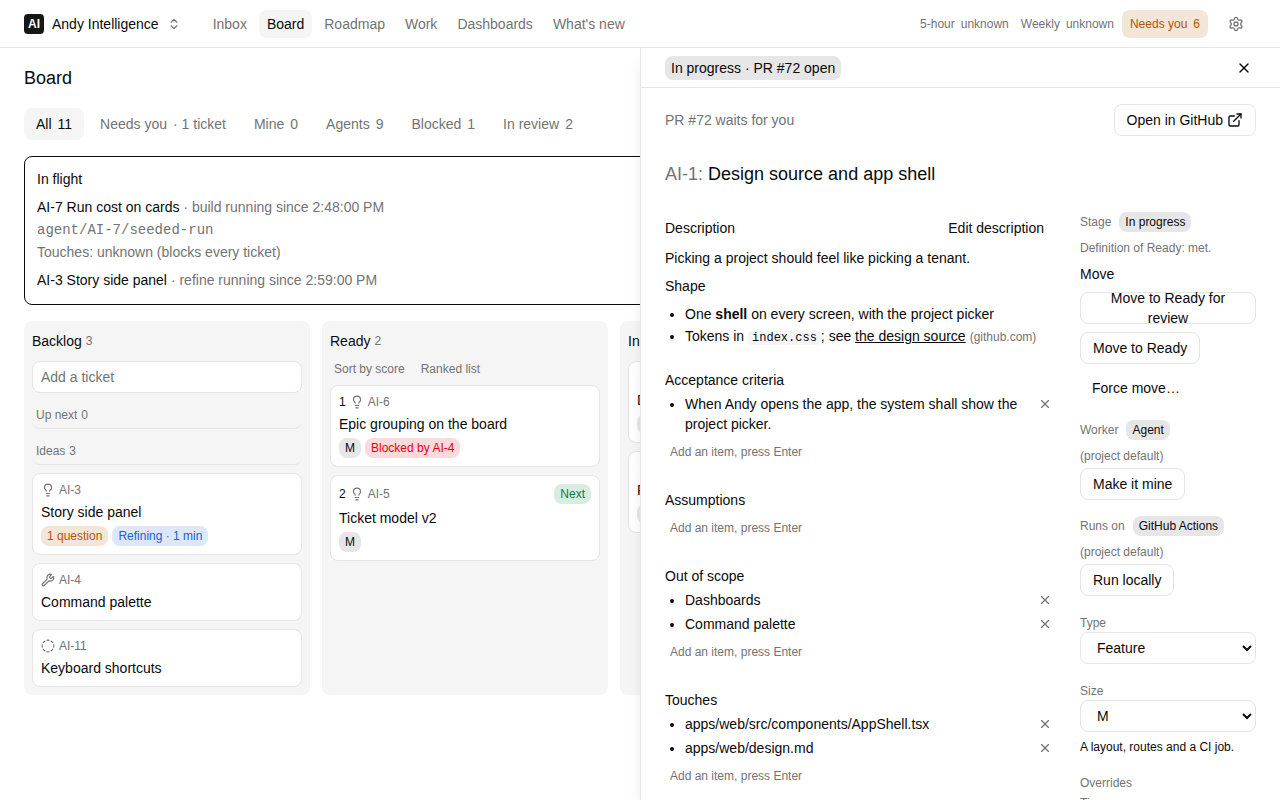 AI Andy Intelligence Inbox Board Roadmap Work Dashboards What's new 5-hour unknown Weekly unknown Needs you 6
Board
All 11 Needs you · 1 ticket Mine 0 Agents 9 Blocked 1 In review 2
In flight
AI-7 Run cost on cards · build running since 2:48:00 PM
agent/AI-7/seeded-run
Touches: unknown (blocks every ticket)
AI-3 Story side panel · refine running since 2:59:00 PM
Backlog 3
Add a ticket
Up next 0
Ideas 3
AI-3
Story side panel
1 question Refining · 1 min
AI-4
Command palette
AI-11
Keyboard shortcuts
Ready 2
Sort by score Ranked list
1 AI-6
Epic grouping on the board
M Blocked by AI-4
2 AI-5 Next
Ticket model v2
M
In
In progress · PR #72 open
PR #72 waits for you Open in GitHub
AI-1: Design source and app shell
Description Edit description
Picking a project should feel like picking a tenant.
Shape
• One shell on every screen, with the project picker
• Tokens in index.css; see the design source (github.com)
Acceptance criteria
• When Andy opens the app, the system shall show the
project picker.
Add an item, press Enter
Assumptions
Add an item, press Enter
Out of scope
• Dashboards
• Command palette
Add an item, press Enter
Touches
• apps/web/src/components/AppShell.tsx
• apps/web/design.md
Add an item, press Enter
Stage In progress
Definition of Ready: met.
Move
Move to Ready for
review
Move to Ready
Force move…
Worker Agent
(project default)
Make it mine
Runs on GitHub Actions
(project default)
Run locally
Type
Feature
Size
M
A layout, routes and a CI job.
Overrides